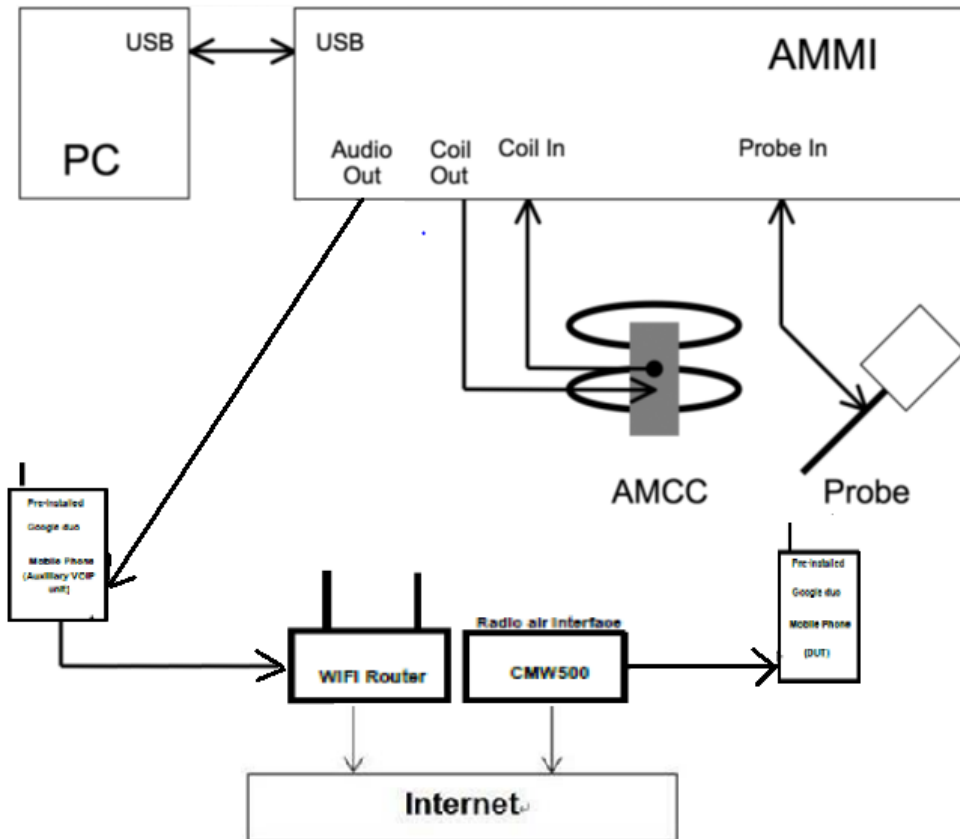 USB
USB
AMMI
PC
Audio
Out
Coil
Out
Coil In
Probe In
AMCC
Probe
Pre-installed
Google duo
Mobile Phone
(Auxiliary VOIP
unit)
Pre-installed
Google duo
Mobile Phone
(DUT)
Radio air Interface
WIFI Router
CMW500
Internet